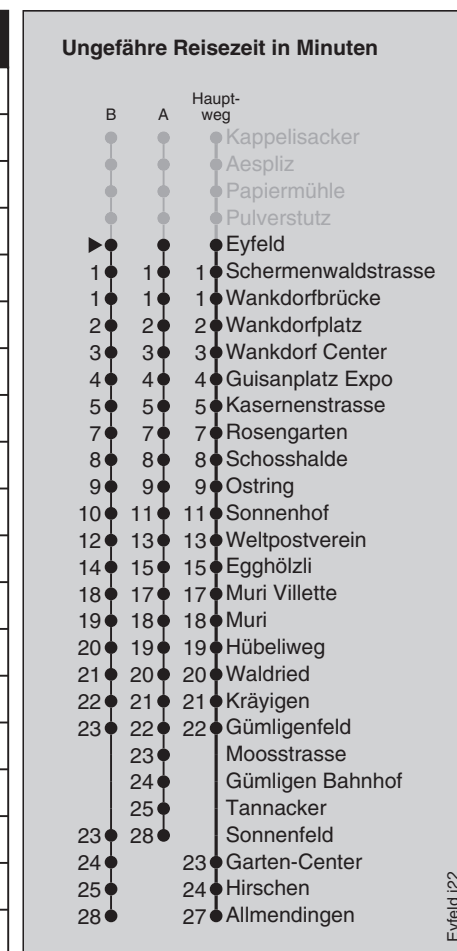 Ungefähre Reisezeit in Minuten
Haupt-
B A weg
Kappelisacker
Aespliz
Papiermühle
Pulverstutz
Eyfeld
1 1 1 Schermenwaldstrasse
1 1 1 Wankdorfbrücke
2 2 2 Wankdorfplatz
3 3 3 Wankdorf Center
4 4 4 Guisanplatz Expo
5 5 5 Kasernenstrasse
7 7 7 Rosengarten
8 8 8 Schosshalde
9 9 9 Ostring
10 11 11 Sonnenhof
12 13 13 Weltpostverein
14 15 15 Egghölzli
18 17 17 Muri Villette
19 18 18 Muri
20 19 19 Hübeliweg
21 20 20 Waldried
22 21 21 Kräyigen
23 22 22 Gümligenfeld
23 Moosstrasse
24 Gümligen Bahnhof
25 Tannacker
23 28 Sonnenfeld
24 23 Garten-Center
25 24 Hirschen
28 27 Allmendingen
Eyfeld j22